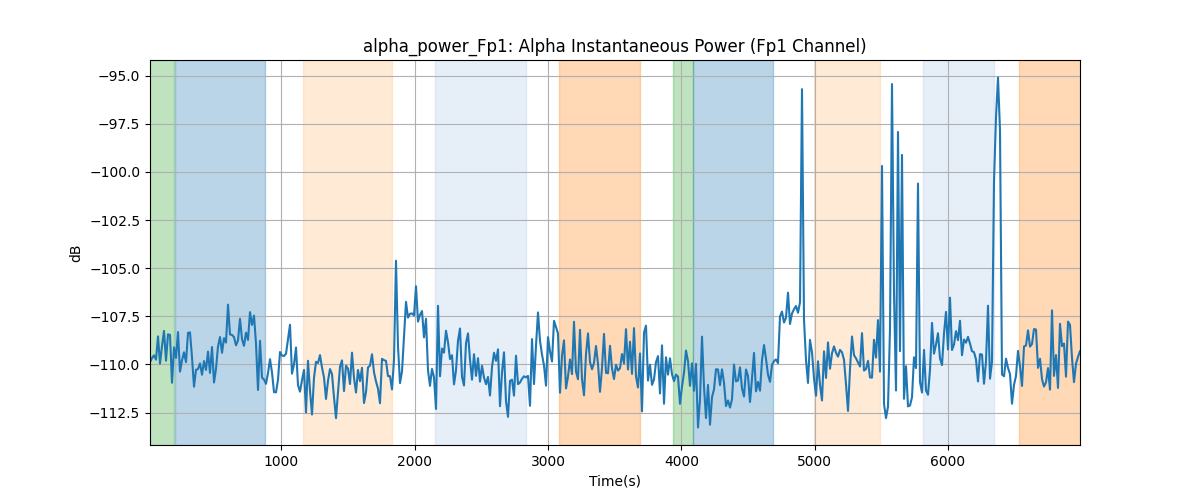 alpha_power_Fp1: Alpha Instantaneous Power (Fp1 Channel)
−95.0
−97.5
−100.0
−102.5
−105.0
−107.5
−110.0
−112.5
dB
1000 2000 3000 4000 5000 6000
Time(s)